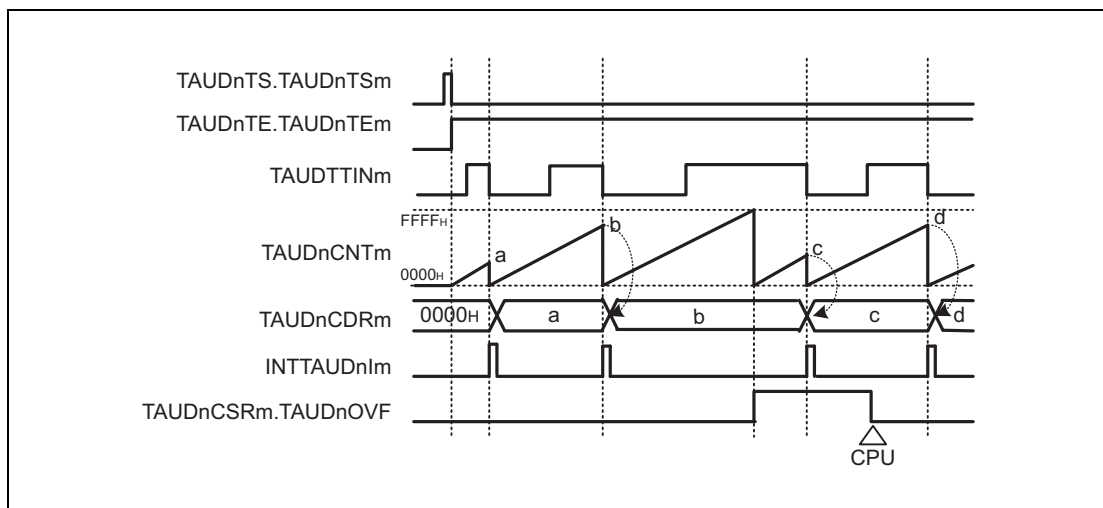 TAUDnTS.TAUDnTSm
TAUDnTE.TAUDnTEm
TAUDTTINm
FFFFH
TAUDnCNTm
0000H
a
b
c
d
TAUDnCDRm
0000H
a
b
c
d
INTTAUDnIm
TAUDnCSRm.TAUDnOVF
CPU